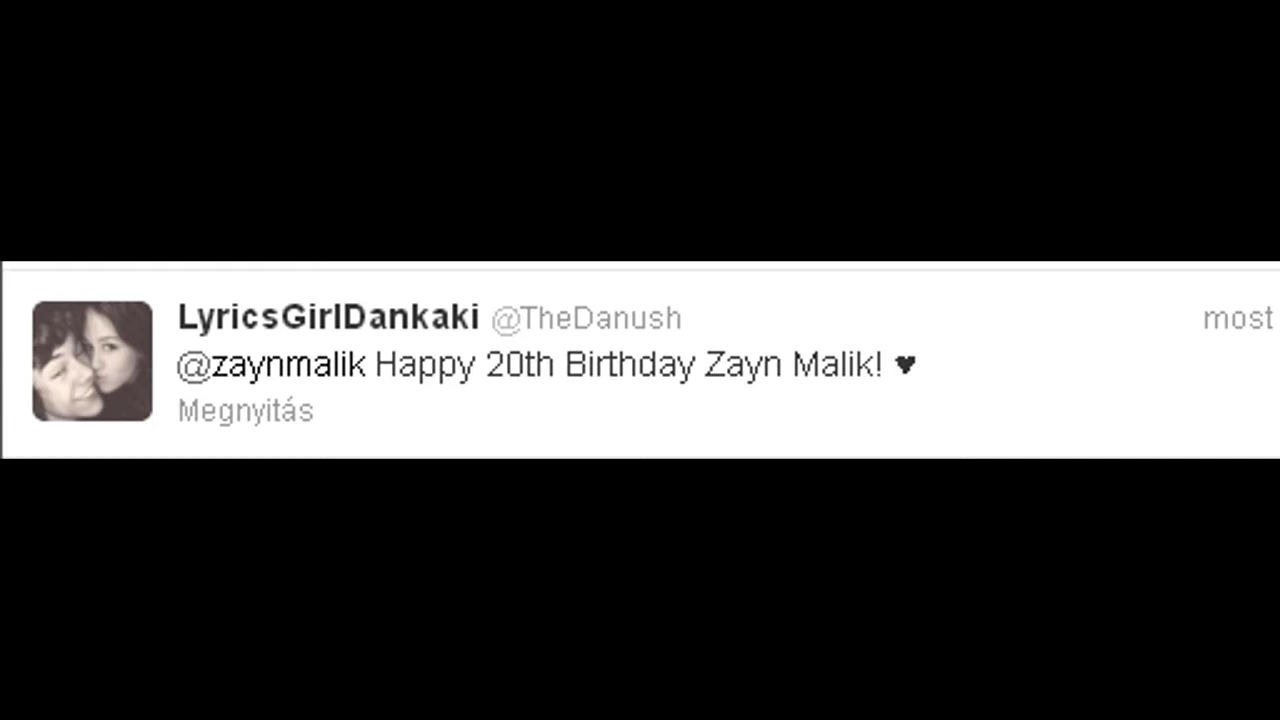 LyricsGirlDankaki @TheDanush most
@zaynmalik Happy 20th Birthday Zayn Malik! ♥
Megnyitás